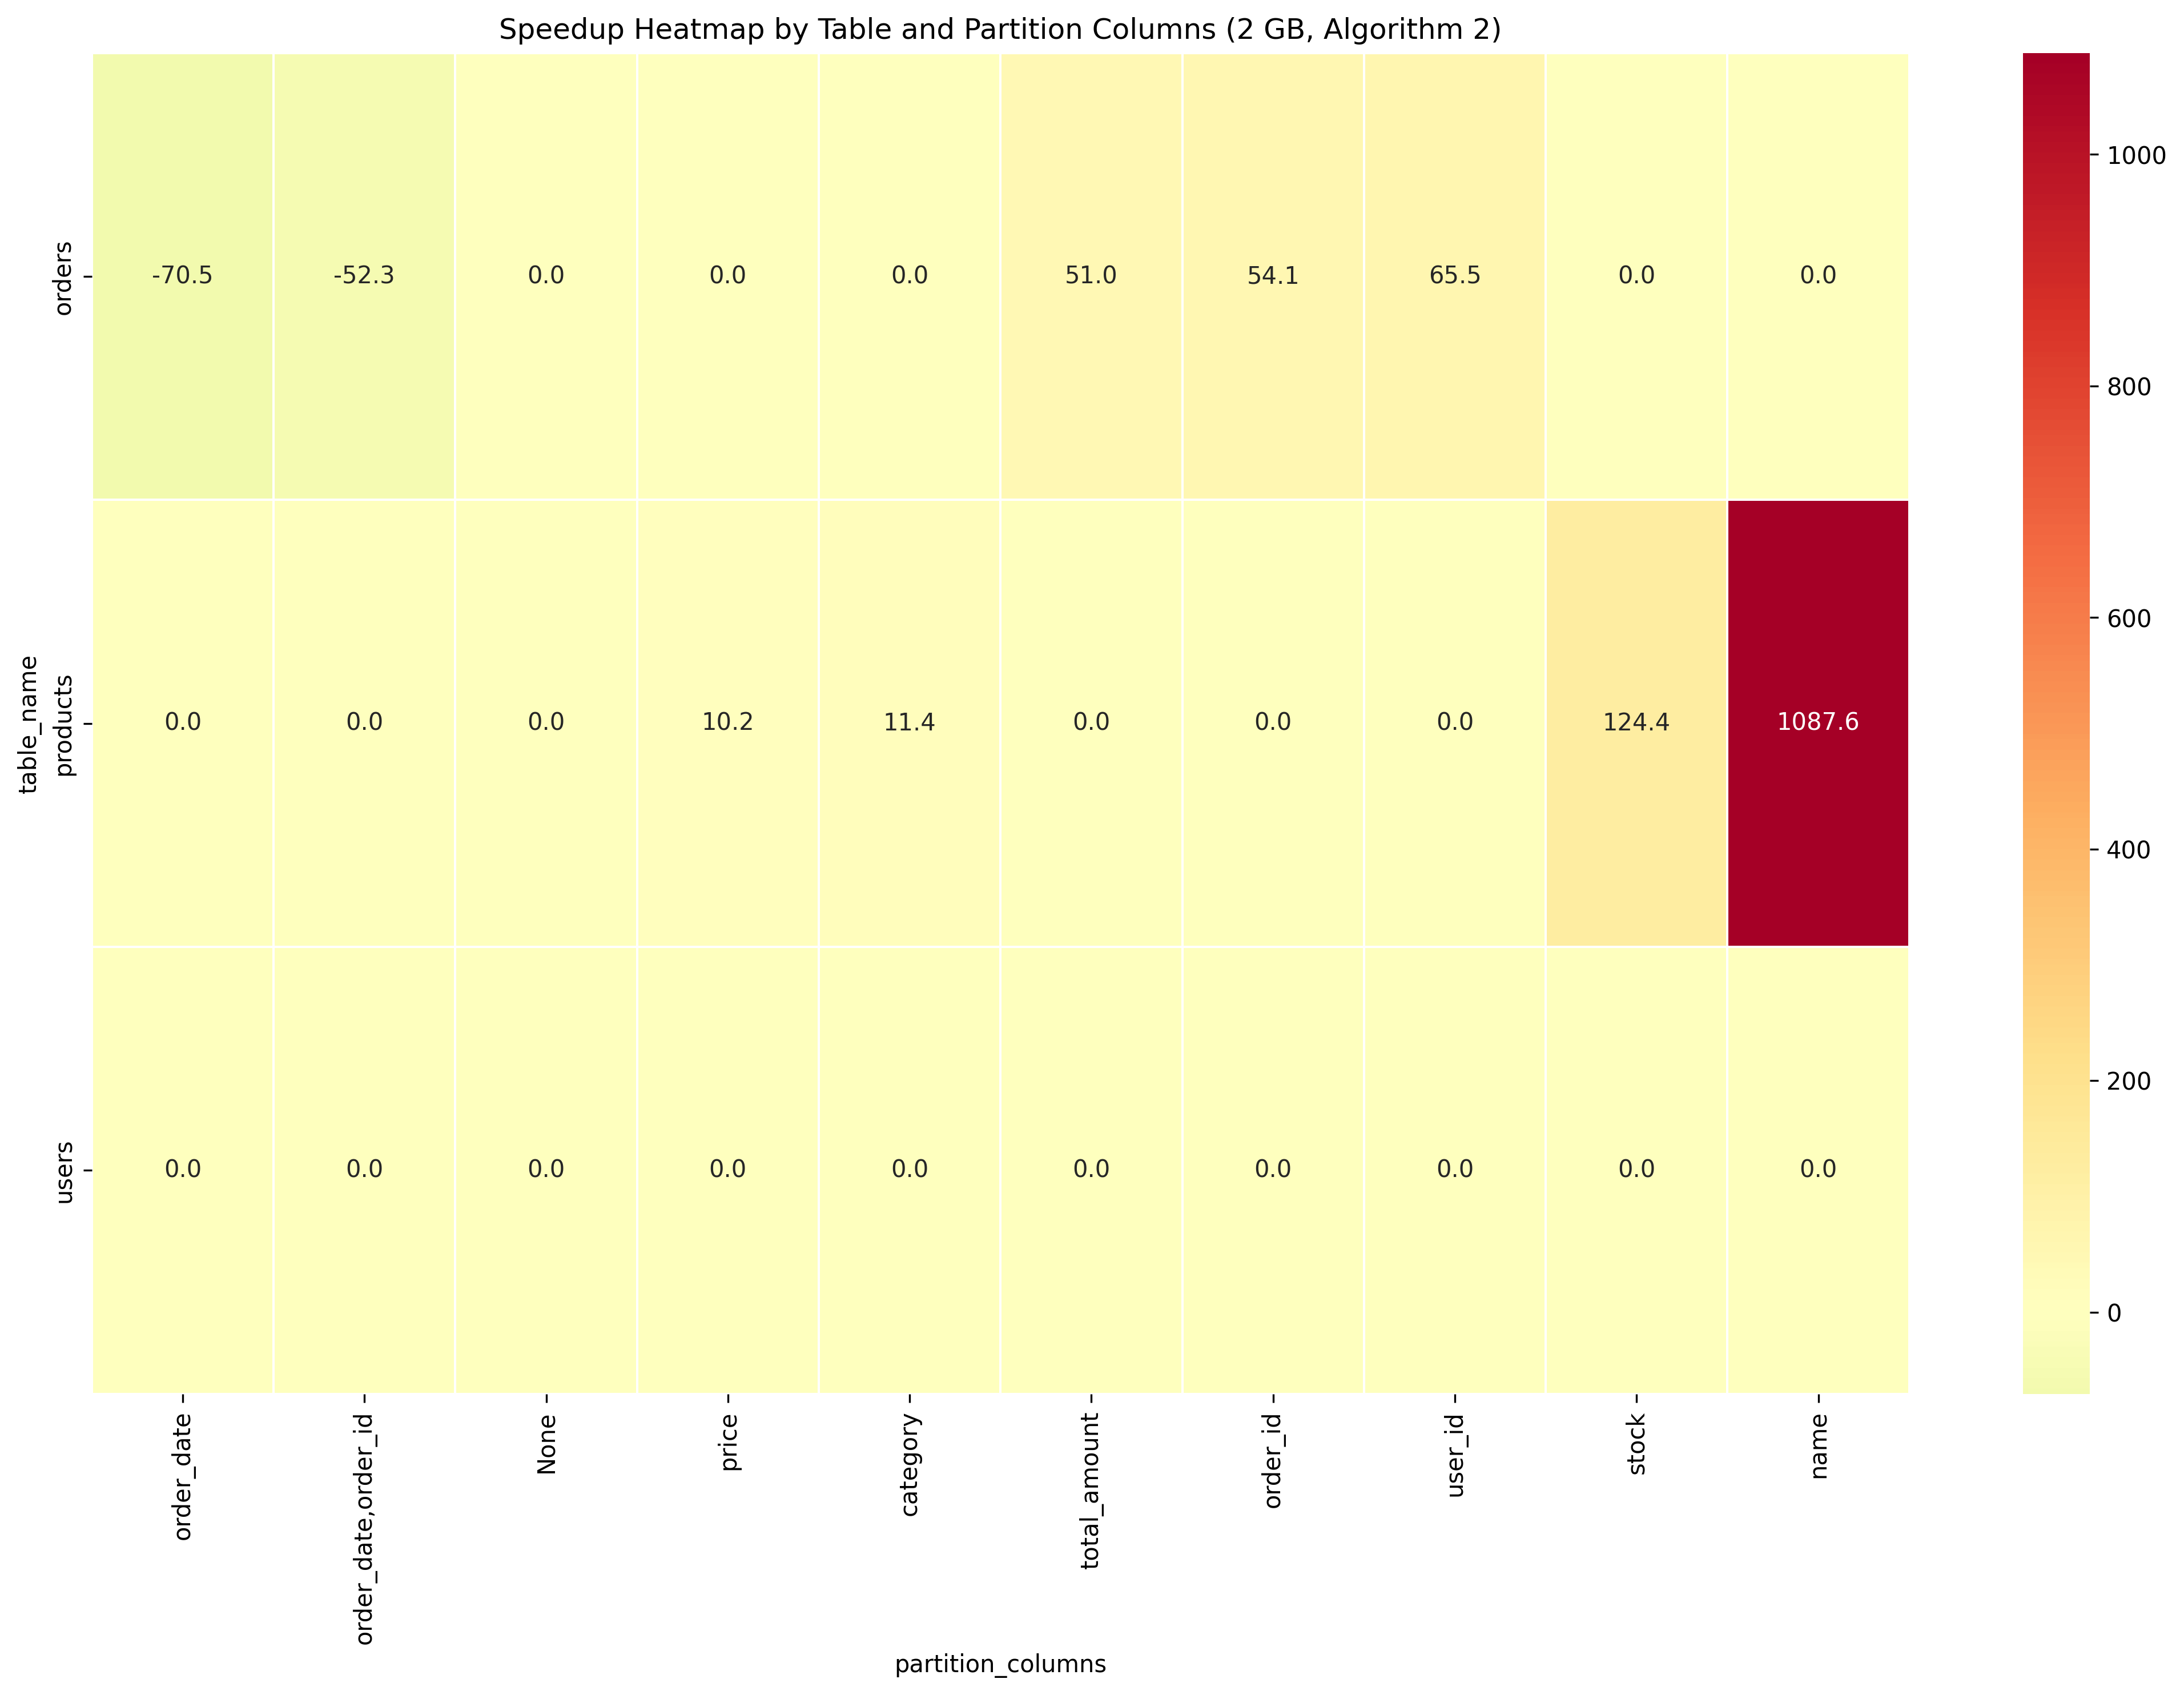 Speedup Heatmap by Table and Partition Columns (2 GB, Algorithm 2)
table_name
orders
-70.5 -52.3 0.0 0.0 0.0 51.0 54.1 65.5 0.0 0.0
products
0.0 0.0 0.0 10.2 11.4 0.0 0.0 0.0 124.4 1087.6
users
0.0 0.0 0.0 0.0 0.0 0.0 0.0 0.0 0.0 0.0
order_date
order_date,order_id
None
price
category
total_amount
order_id
user_id
stock
name
partition_columns
1000
800
600
400
200
0